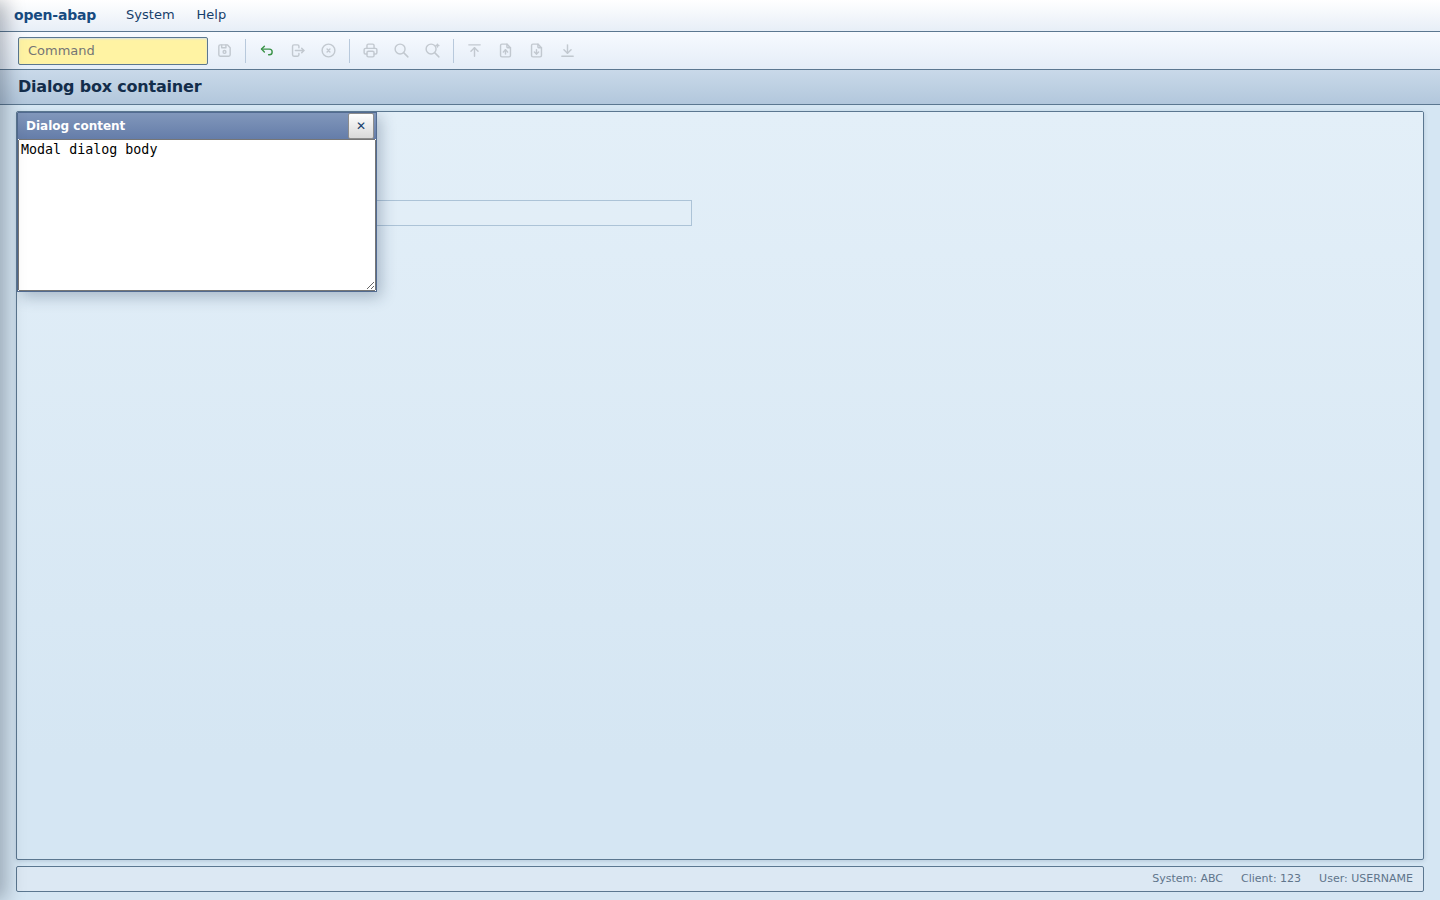 open-abap System Help
Command
Dialog box container
Dialog content
Modal dialog body
System: ABC Client: 123 User: USERNAME